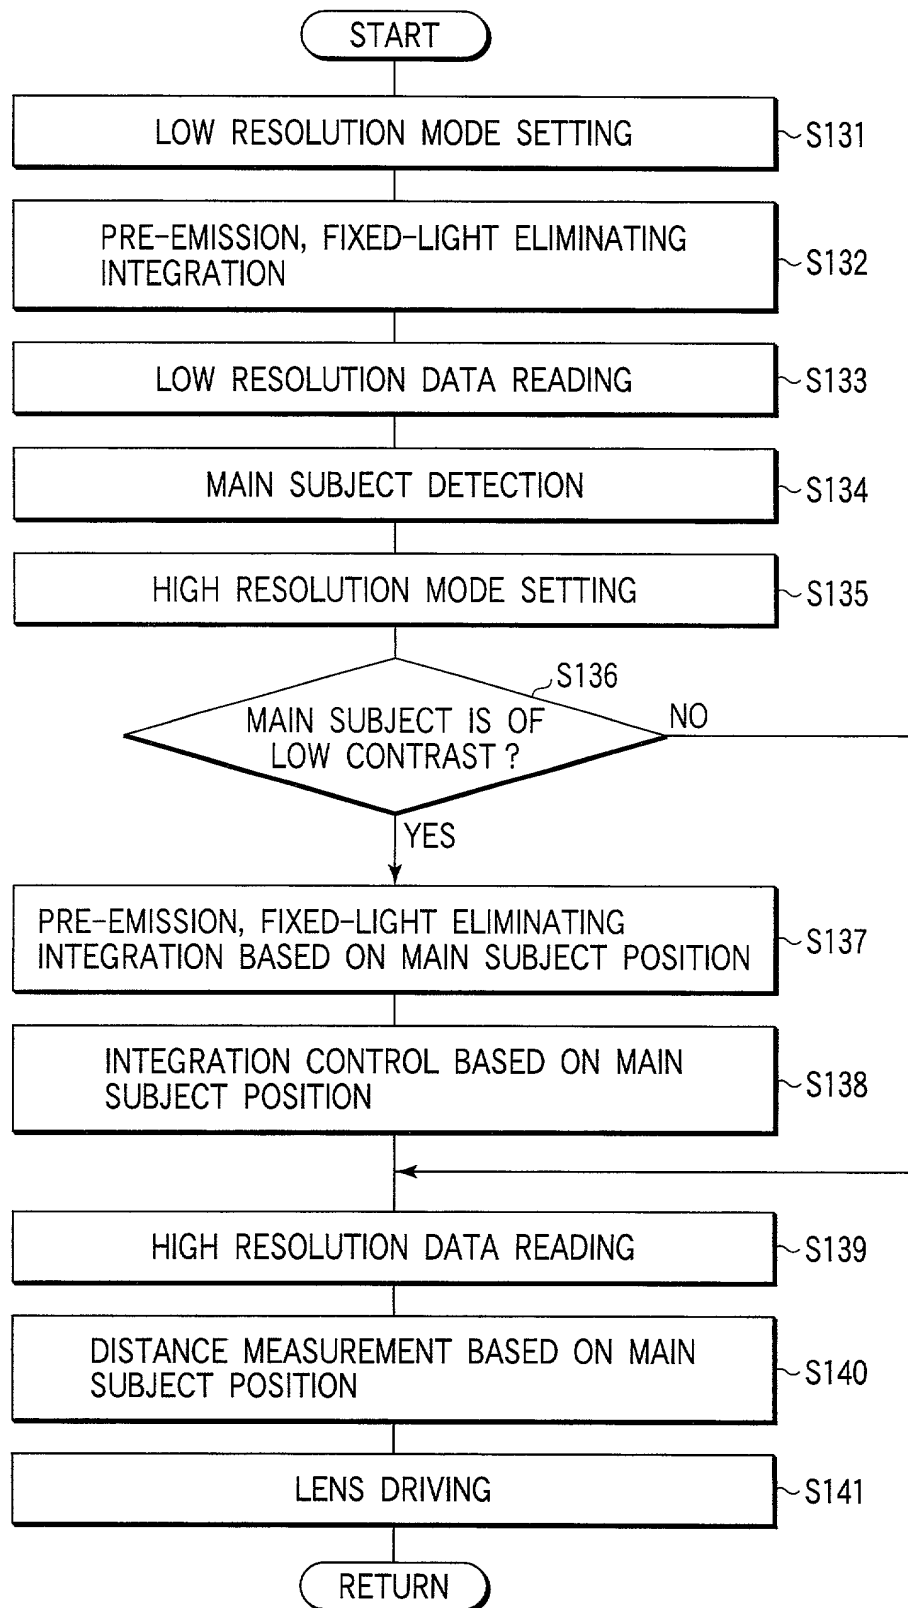 START
LOW RESOLUTION MODE SETTING
S131
PRE-EMISSION, FIXED-LIGHT ELIMINATING
INTEGRATION
S132
LOW RESOLUTION DATA READING
S133
MAIN SUBJECT DETECTION
S134
HIGH RESOLUTION MODE SETTING
S135
S136
MAIN SUBJECT IS OF
LOW CONTRAST ?
NO
YES
PRE-EMISSION, FIXED-LIGHT ELIMINATING
INTEGRATION BASED ON MAIN SUBJECT POSITION
S137
INTEGRATION CONTROL BASED ON MAIN
SUBJECT POSITION
S138
HIGH RESOLUTION DATA READING
S139
DISTANCE MEASUREMENT BASED ON MAIN
SUBJECT POSITION
S140
LENS DRIVING
S141
RETURN